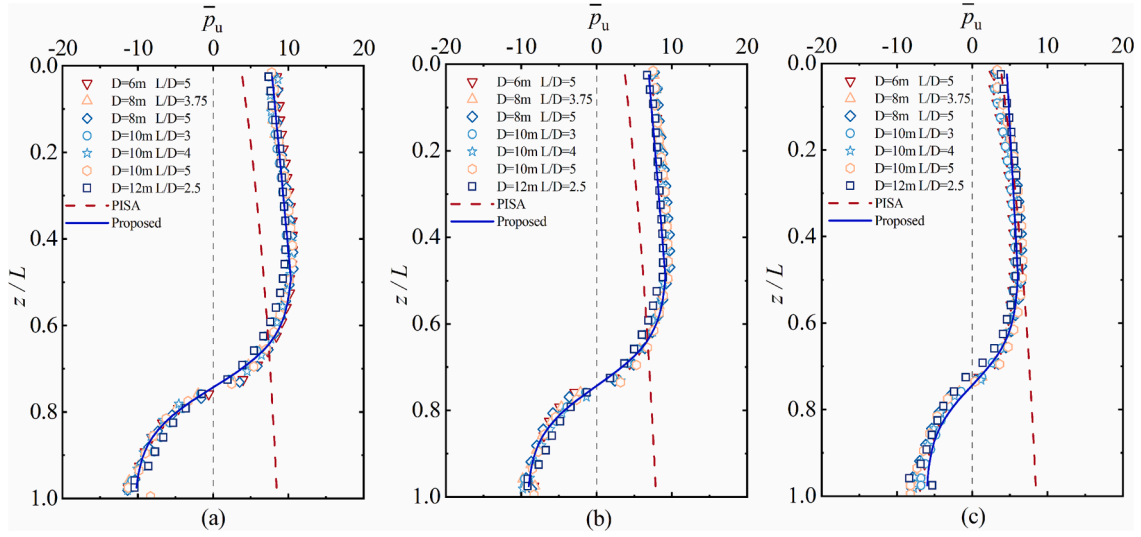 p̅u
-20 -10 0 10 20
0.0
0.2
0.4
0.6
0.8
1.0
z / L
D=6m L/D=5
D=8m L/D=3.75
D=8m L/D=5
D=10m L/D=3
D=10m L/D=4
D=10m L/D=5
D=12m L/D=2.5
PISA
Proposed
(a)
p̅u
-20 -10 0 10 20
0.0
0.2
0.4
0.6
0.8
1.0
z / L
D=6m L/D=5
D=8m L/D=3.75
D=8m L/D=5
D=10m L/D=3
D=10m L/D=4
D=10m L/D=5
D=12m L/D=2.5
PISA
Proposed
(b)
p̅u
-20 -10 0 10 20
0.0
0.2
0.4
0.6
0.8
1.0
z / L
D=6m L/D=5
D=8m L/D=3.75
D=8m L/D=5
D=10m L/D=3
D=10m L/D=4
D=10m L/D=5
D=12m L/D=2.5
PISA
Proposed
(c)